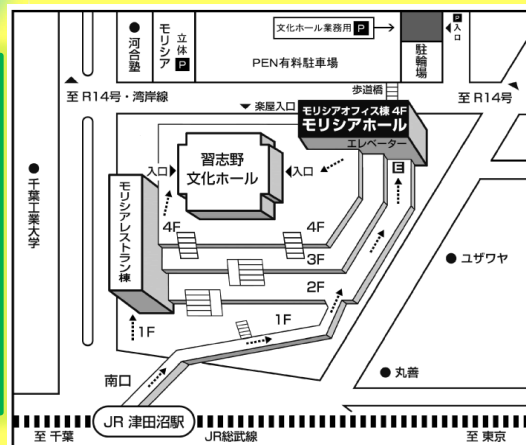 河合塾
モリシア
立体P
文化ホール業務用P
P入口
駐輪場
PEN有料駐車場
歩道橋
至 R14号・湾岸線
至 R14号
楽屋入口
モリシアオフィス棟 4F
モリシアホール
エレベーター
E
入口
習志野
文化ホール
入口
千葉工業大学
モリシアレストラン棟
4F
4F
3F
2F
1F
1F
ユザワヤ
丸善
南口
JR 津田沼駅
至 千葉
JR総武線
至 東京